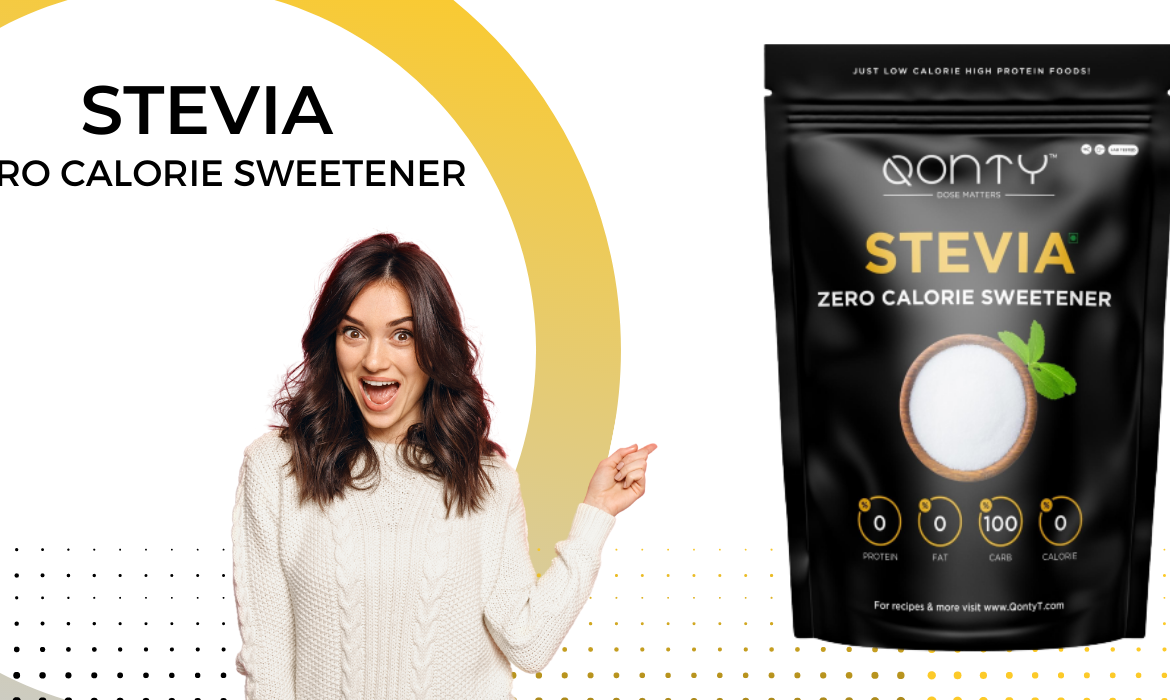 STEVIA
RO CALORIE SWEETENER
JUST LOW CALORIE HIGH PROTEIN FOODS!
QONTY™
DOSE MATTERS
STEVIA
ZERO CALORIE SWEETENER
% % % %
0 0 100 0
PROTEIN FAT CARB CALORIE
For recipes & more visit www.QontyT.com